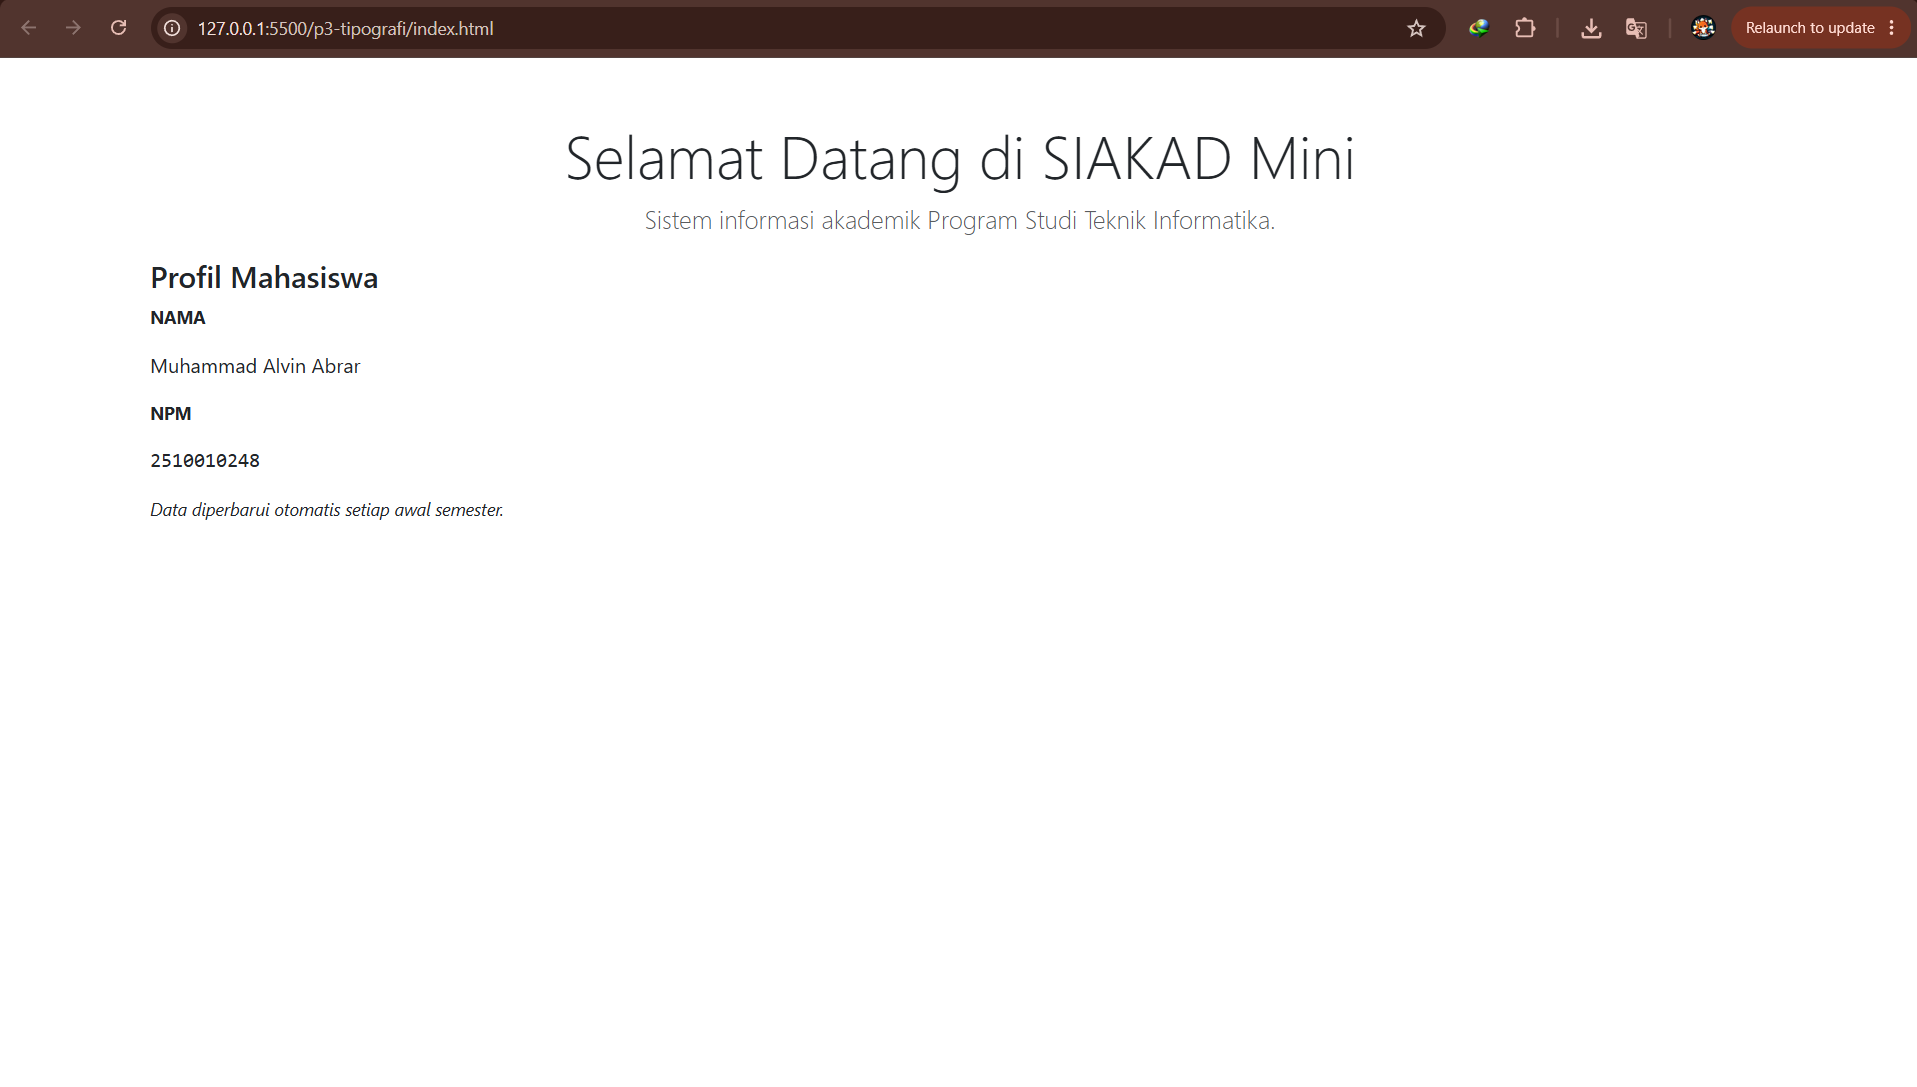 127.0.0.1:5500/p3-tipografi/index.html
Relaunch to update
Selamat Datang di SIAKAD Mini
Sistem informasi akademik Program Studi Teknik Informatika.
Profil Mahasiswa
NAMA
Muhammad Alvin Abrar
NPM
2510010248
Data diperbarui otomatis setiap awal semester.